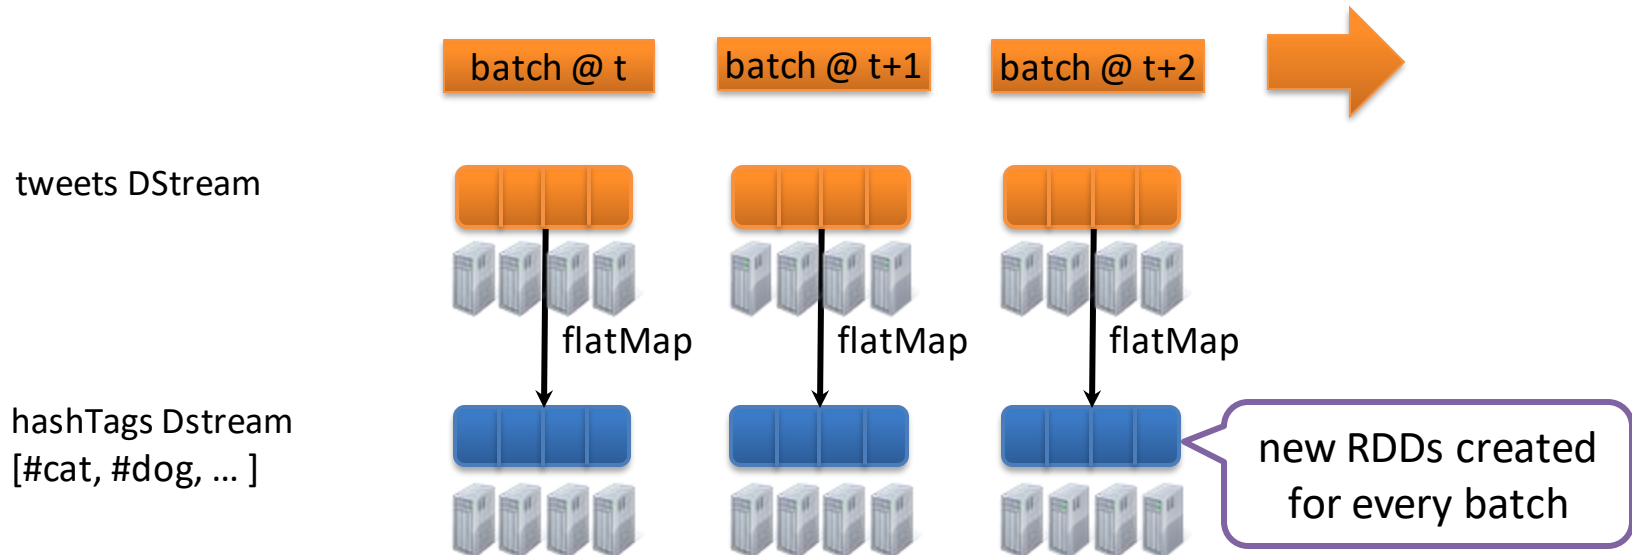 batch @ t
batch @ t+1
batch @ t+2
tweets DStream
flatMap
flatMap
flatMap
hashTags Dstream
[#cat, #dog, … ]
new RDDs created
for every batch